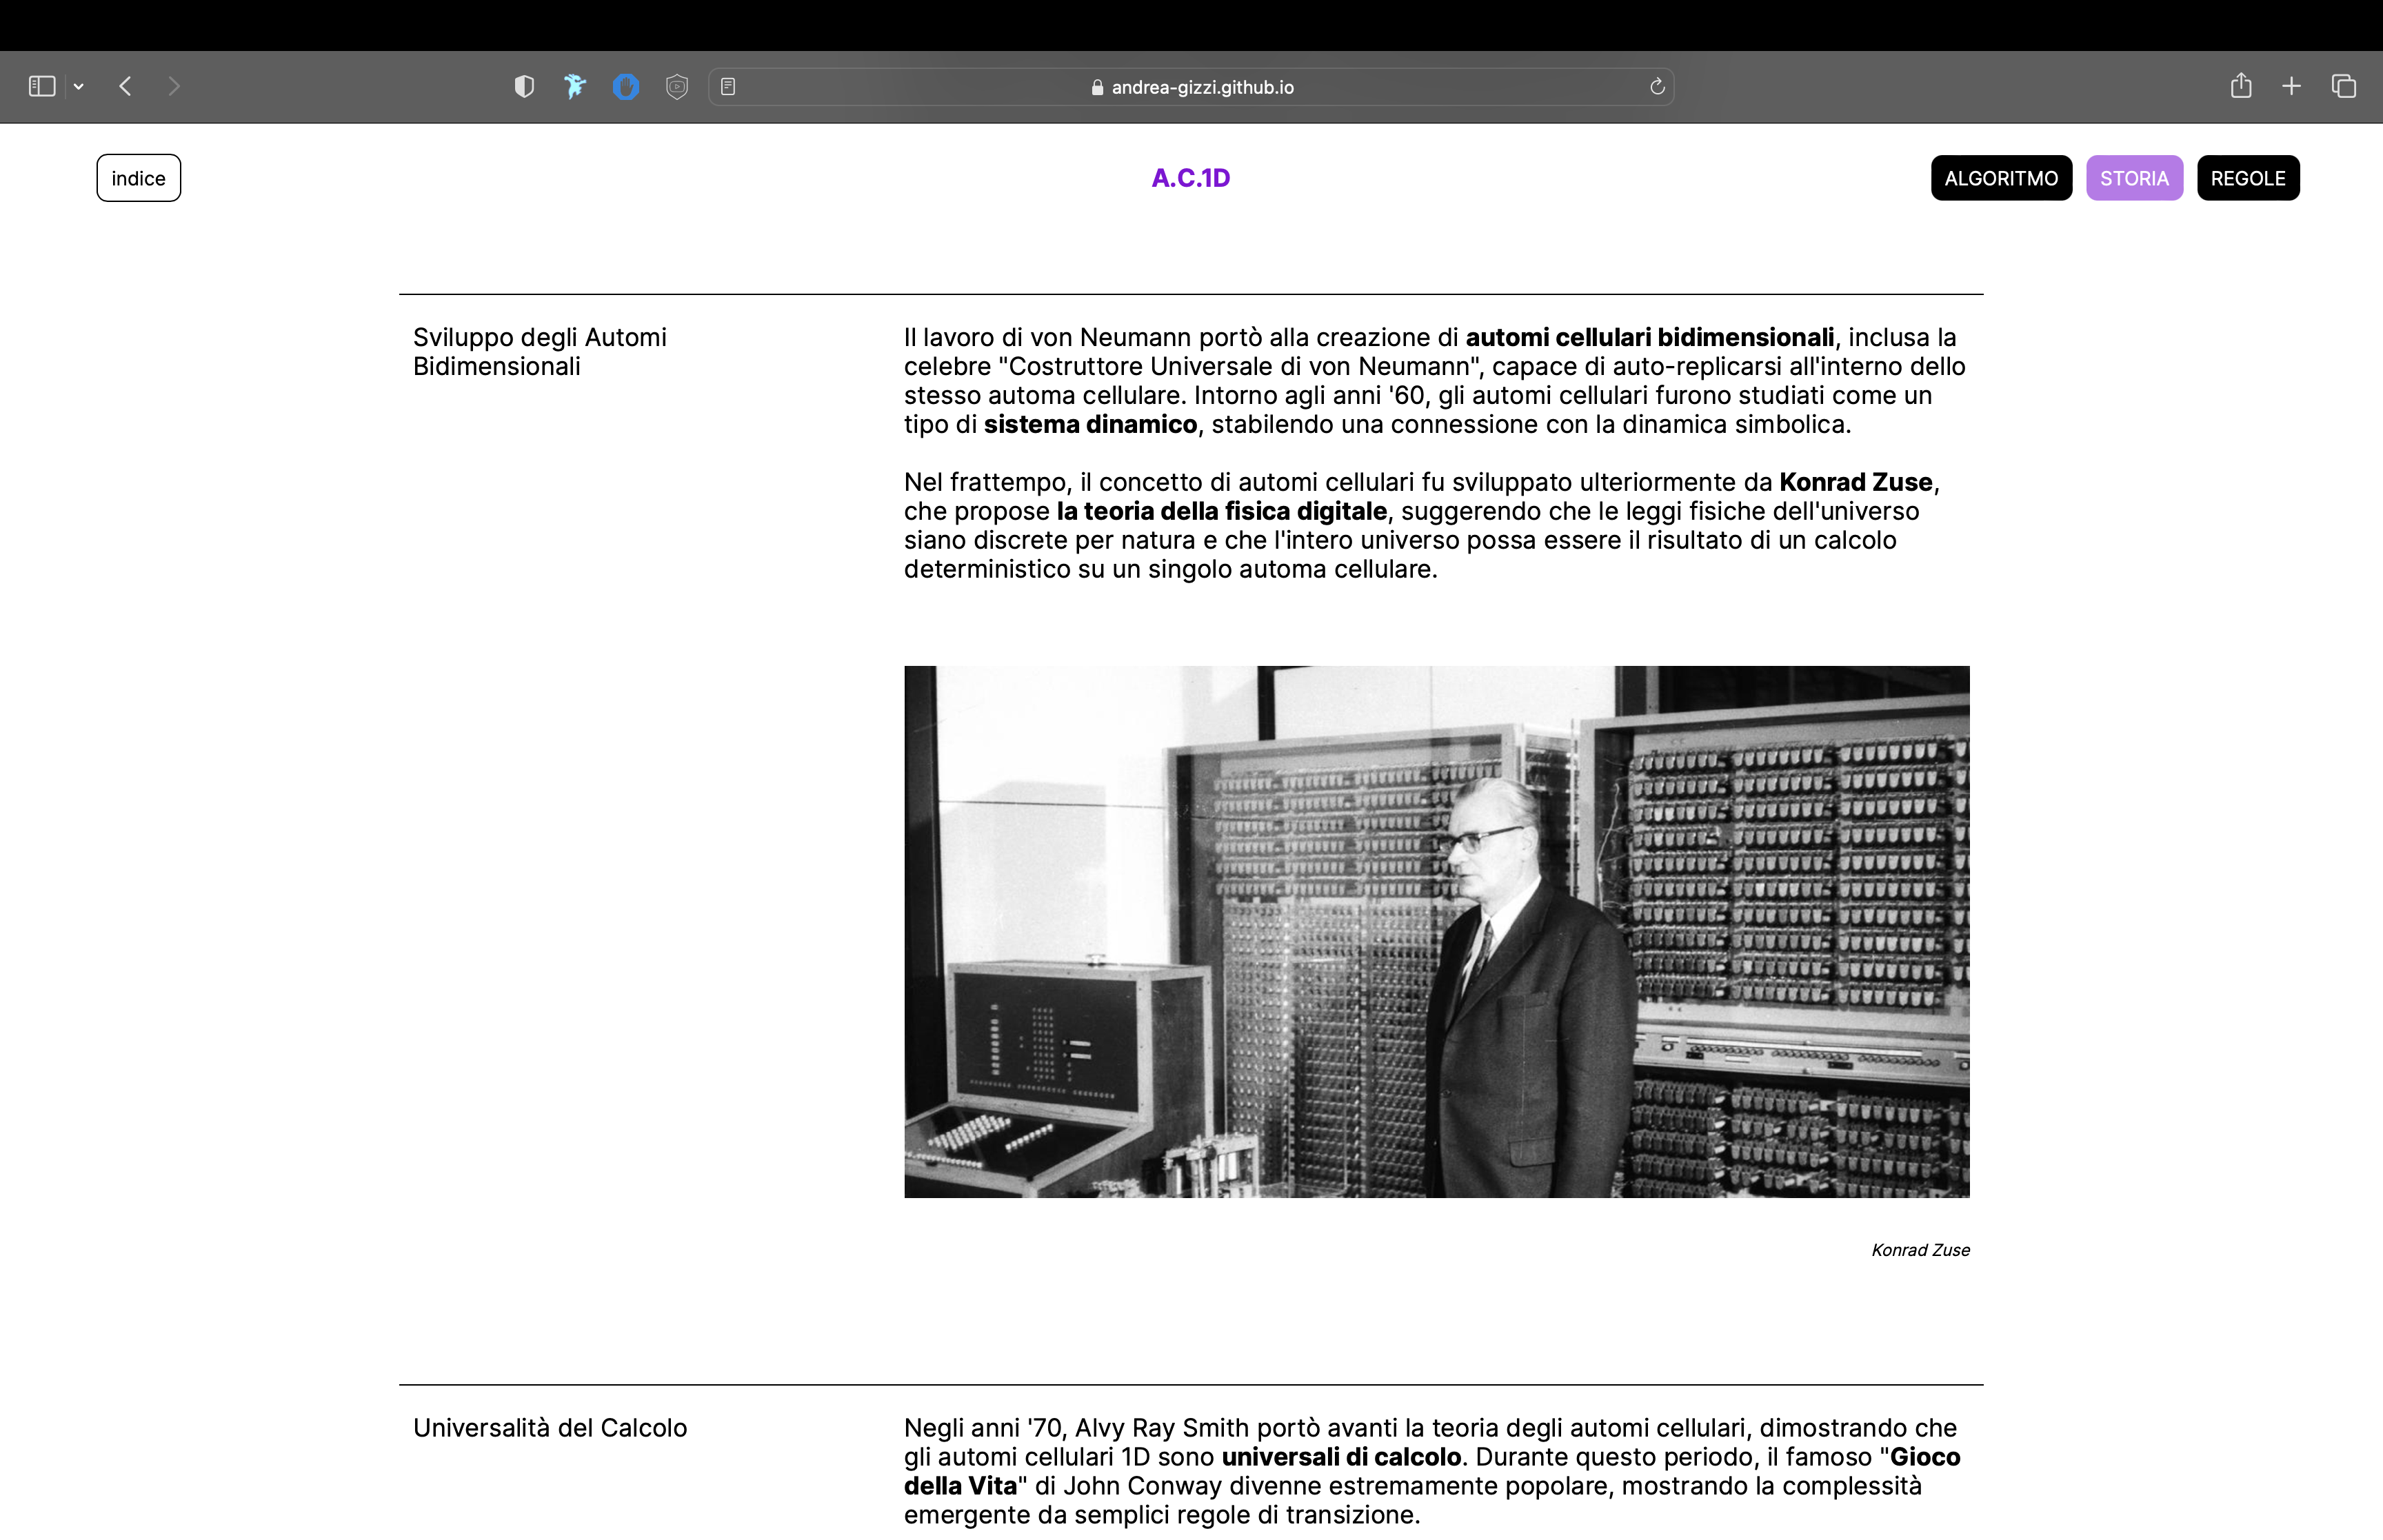 andrea-gizzi.github.io
indice
A.C.1D
ALGORITMO
STORIA
REGOLE
Sviluppo degli Automi
Bidimensionali
Il lavoro di von Neumann portò alla creazione di automi cellulari bidimensionali, inclusa la
celebre "Costruttore Universale di von Neumann", capace di auto-replicarsi all'interno dello
stesso automa cellulare. Intorno agli anni '60, gli automi cellulari furono studiati come un
tipo di sistema dinamico, stabilendo una connessione con la dinamica simbolica.
Nel frattempo, il concetto di automi cellulari fu sviluppato ulteriormente da Konrad Zuse,
che propose la teoria della fisica digitale, suggerendo che le leggi fisiche dell'universo
siano discrete per natura e che l'intero universo possa essere il risultato di un calcolo
deterministico su un singolo automa cellulare.
Konrad Zuse
Universalità del Calcolo
Negli anni '70, Alvy Ray Smith portò avanti la teoria degli automi cellulari, dimostrando che
gli automi cellulari 1D sono universali di calcolo. Durante questo periodo, il famoso "Gioco
della Vita" di John Conway divenne estremamente popolare, mostrando la complessità
emergente da semplici regole di transizione.